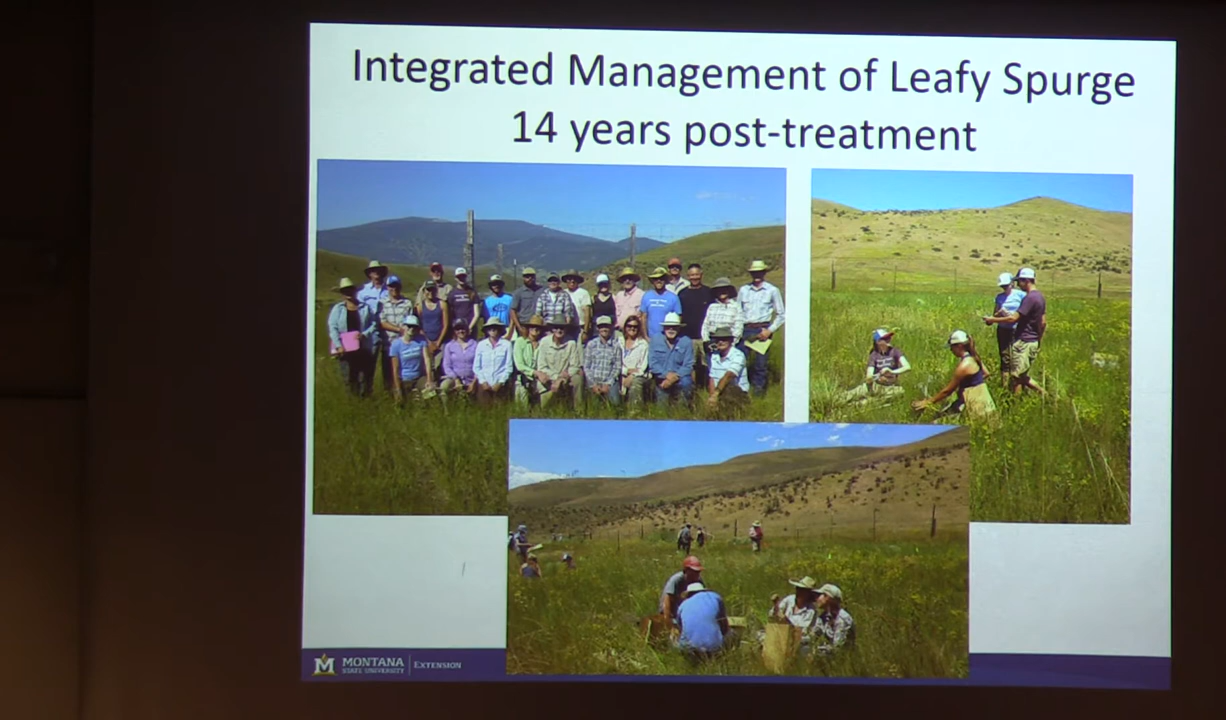 Integrated Management of Leafy Spurge
14 years post-treatment
M MONTANA
STATE UNIVERSITY
EXTENSION